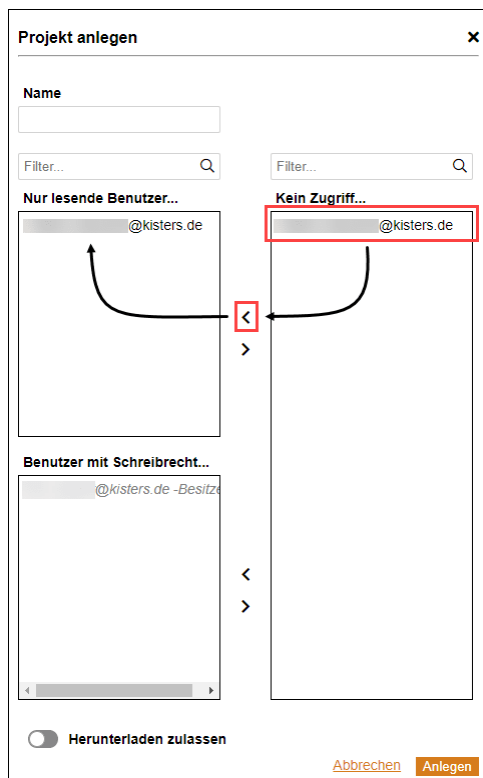 Projekt anlegen
Name
Filter...
Filter...
Nur lesende Benutzer...
Kein Zugriff...
@kisters.de
@kisters.de
Benutzer mit Schreibrecht...
@kisters.de -Besitze
Herunterladen zulassen
Abbrechen Anlegen